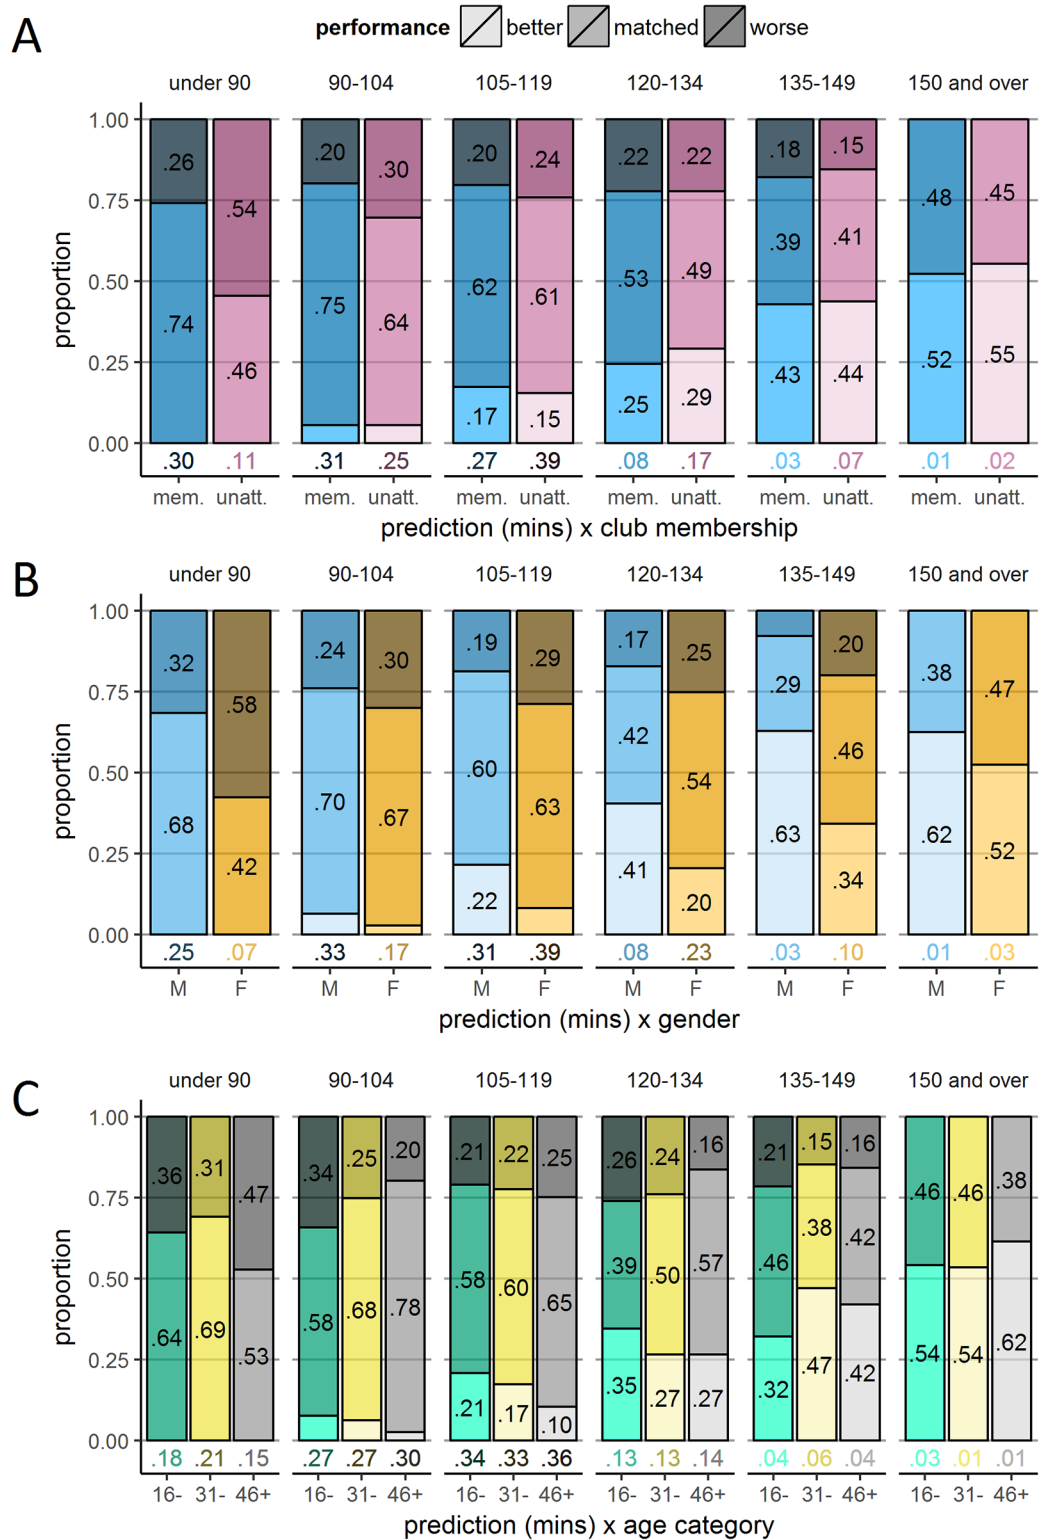 A
performance better matched worse
under 90 90-104 105-119 120-134 135-149 150 and over
1.00
0.75
0.50
0.25
0.00
proportion
.26 .54 .20 .30 .20 .24 .22 .22 .18 .15 .48 .45
.74 .46 .75 .64 .62 .61 .53 .49 .39 .41 .52 .55
.17 .15 .25 .29 .43 .44
.30 .11 .31 .25 .27 .39 .08 .17 .03 .07 .01 .02
mem. unatt. mem. unatt. mem. unatt. mem. unatt. mem. unatt. mem. unatt.
prediction (mins) x club membership
B
under 90 90-104 105-119 120-134 135-149 150 and over
1.00
0.75
0.50
0.25
0.00
proportion
.32 .58 .24 .30 .19 .29 .17 .25 .29 .20 .38 .47
.68 .42 .70 .67 .60 .63 .42 .54 .63 .46 .62 .52
.22 .41 .20 .34
.25 .07 .33 .17 .31 .39 .08 .23 .03 .10 .01 .03
M F M F M F M F M F M F
prediction (mins) x gender
C
under 90 90-104 105-119 120-134 135-149 150 and over
1.00
0.75
0.50
0.25
0.00
proportion
.36 .31 .47 .34 .25 .20 .21 .22 .25 .26 .24 .16 .21 .15 .16 .46 .46 .38
.64 .69 .53 .58 .68 .78 .58 .60 .65 .39 .50 .57 .46 .38 .42 .54 .54 .62
.21 .17 .10 .35 .27 .27 .32 .47 .42
.18 .21 .15 .27 .27 .30 .34 .33 .36 .13 .13 .14 .04 .06 .04 .03 .01 .01
16- 31- 46+ 16- 31- 46+ 16- 31- 46+ 16- 31- 46+ 16- 31- 46+ 16- 31- 46+
prediction (mins) x age category